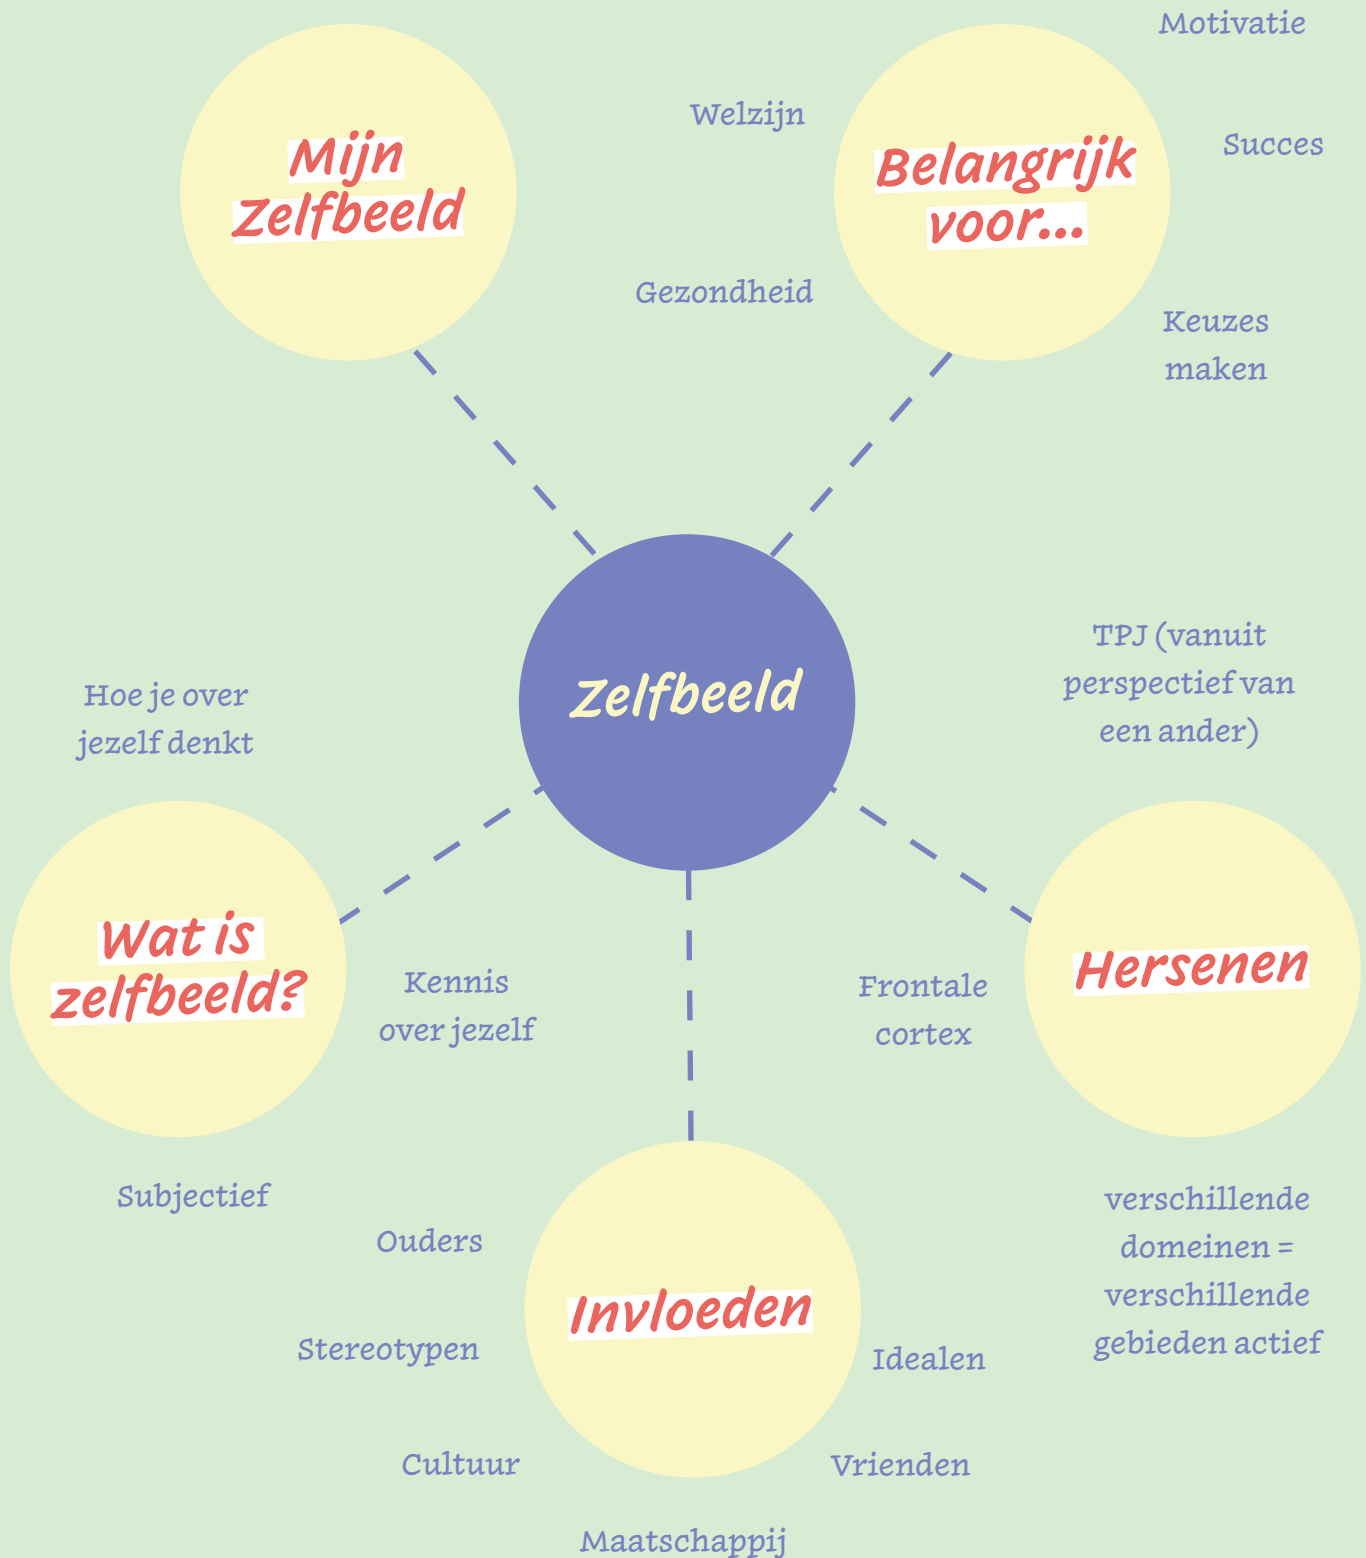 Mijn
Zelfbeeld
Motivatie
Welzijn
Belangrijk
voor...
Succes
Gezondheid
Keuzes
maken
Zelfbeeld
Hoe je over
jezelf denkt
TPJ (vanuit
perspectief van
een ander)
Wat is
zelfbeeld?
Kennis
over jezelf
Subjectief
Frontale
cortex
Hersenen
verschillende
domeinen =
verschillende
gebieden actief
Ouders
Invloeden
Stereotypen
Idealen
Cultuur
Vrienden
Maatschappij